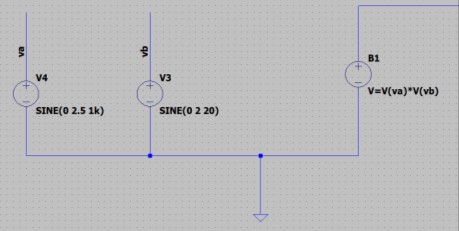 va
V4
SINE(0 2.5 1k)
vb
V3
SINE(0 2 20)
B1
V=V(va)*V(vb)